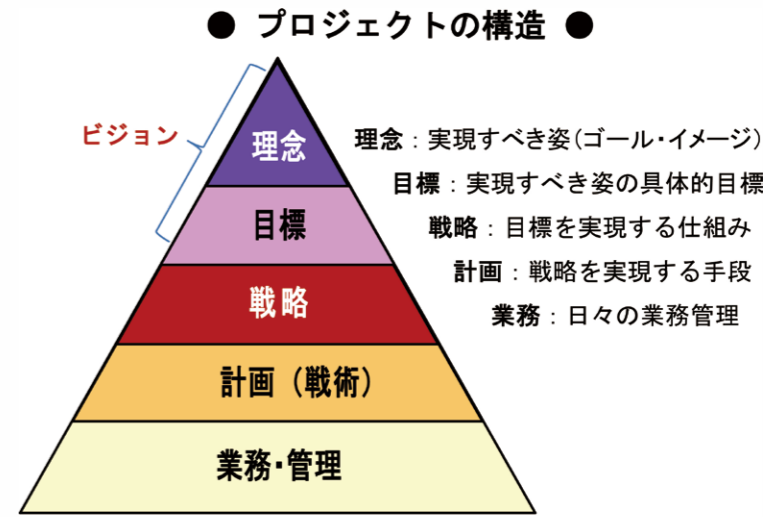 ● プロジェクトの構造 ●
ビジョン
理念
目標
戦略
計画（戦術）
業務・管理
理念：実現すべき姿(ゴール・イメージ)
目標：実現すべき姿の具体的目標
戦略：目標を実現する仕組み
計画：戦略を実現する手段
業務：日々の業務管理